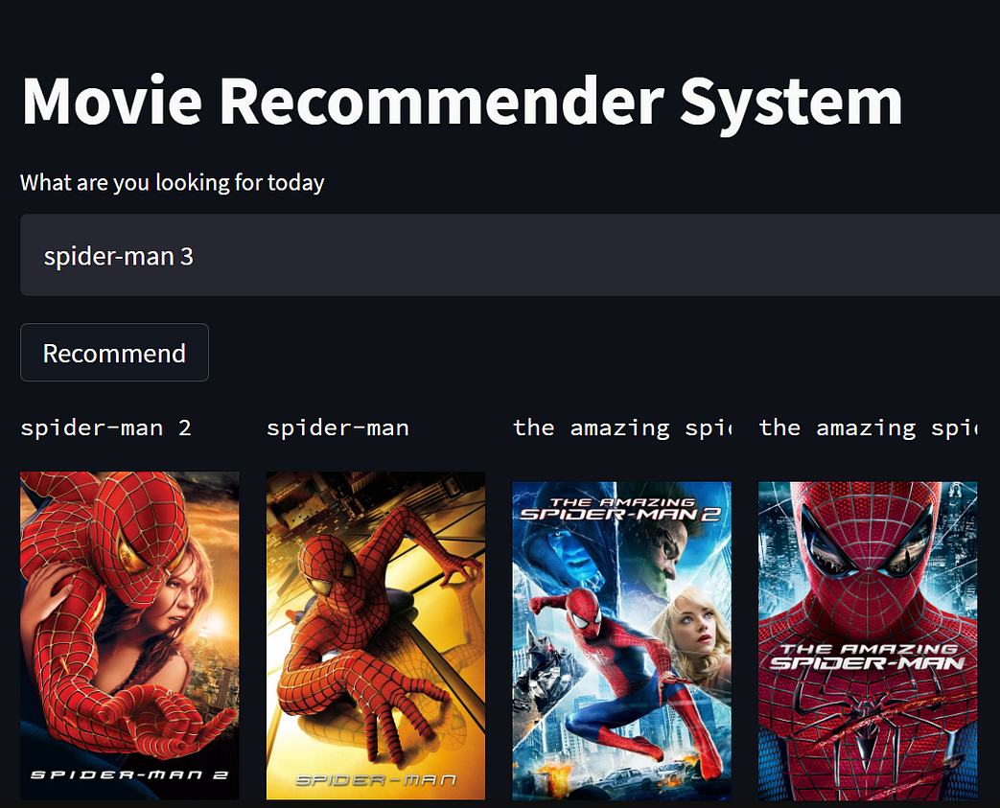 Movie Recommender System
What are you looking for today
spider-man 3
Recommend
spider-man 2
spider-man
the amazing spi
the amazing spi
THE AMAZING
SPIDER-MAN 2
THE AMAZING
SPIDER-MAN
SPIDER-MAN 2
SPIDER-MAN